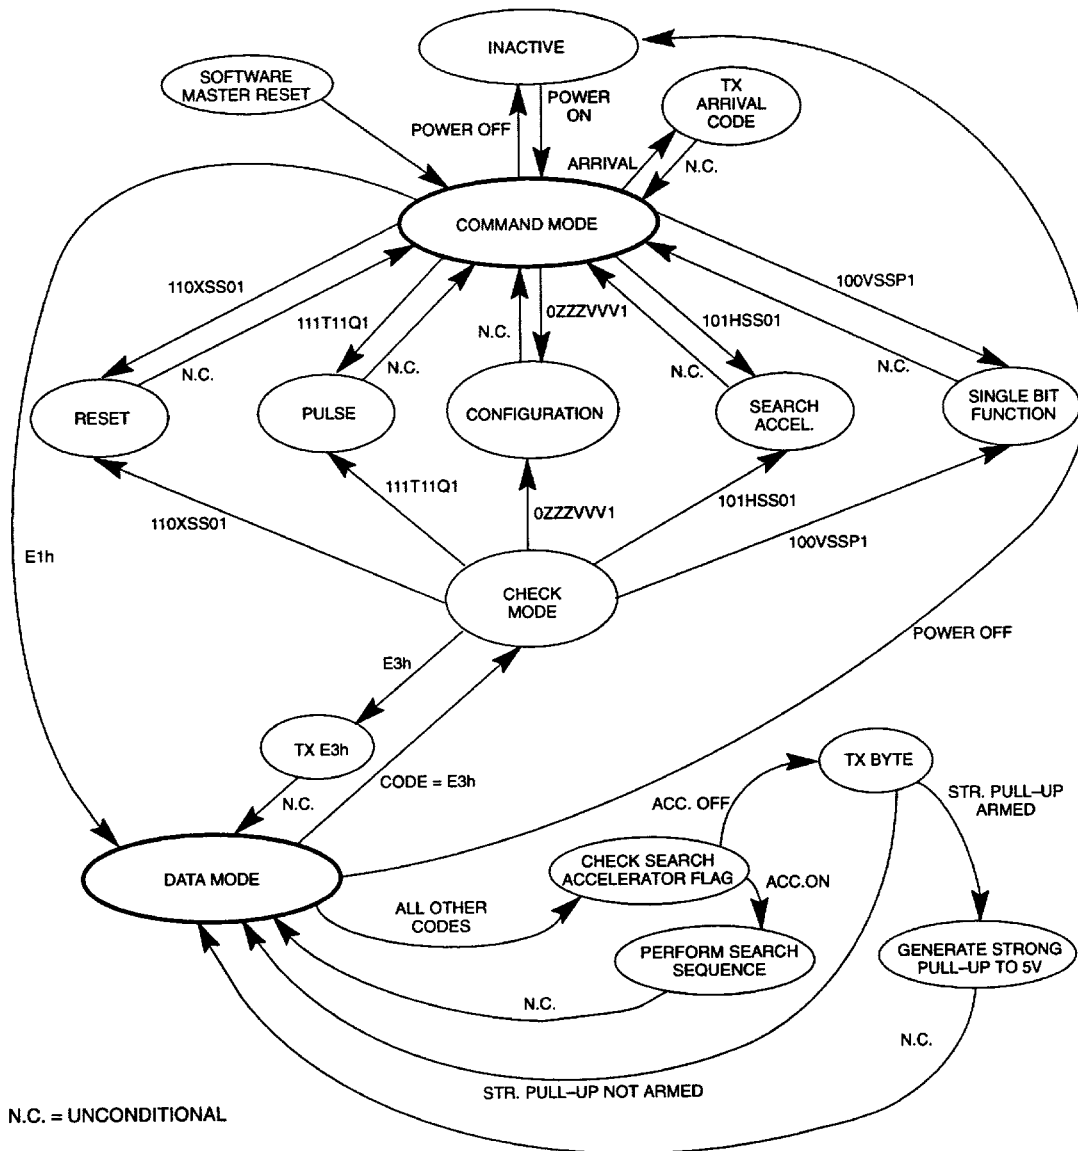 INACTIVE
SOFTWARE
MASTER RESET
TX
ARRIVAL
CODE
POWER
ON
POWER OFF
ARRIVAL
N.C.
COMMAND MODE
110XSS01
111T11Q1
0ZZZVVV1
101HSS01
100VSSP1
N.C.
N.C.
N.C.
N.C.
N.C.
RESET
PULSE
CONFIGURATION
SEARCH
ACCEL.
SINGLE BIT
FUNCTION
110XSS01
111T11Q1
0ZZZVVV1
101HSS01
100VSSP1
E1h
CHECK
MODE
POWER OFF
E3h
TX E3h
CODE = E3h
N.C.
TX BYTE
ACC. OFF
STR. PULL–UP
ARMED
DATA MODE
CHECK SEARCH
ACCELERATOR FLAG
ACC.ON
ALL OTHER
CODES
PERFORM SEARCH
SEQUENCE
GENERATE STRONG
PULL–UP TO 5V
N.C.
N.C.
STR. PULL–UP NOT ARMED
N.C. = UNCONDITIONAL